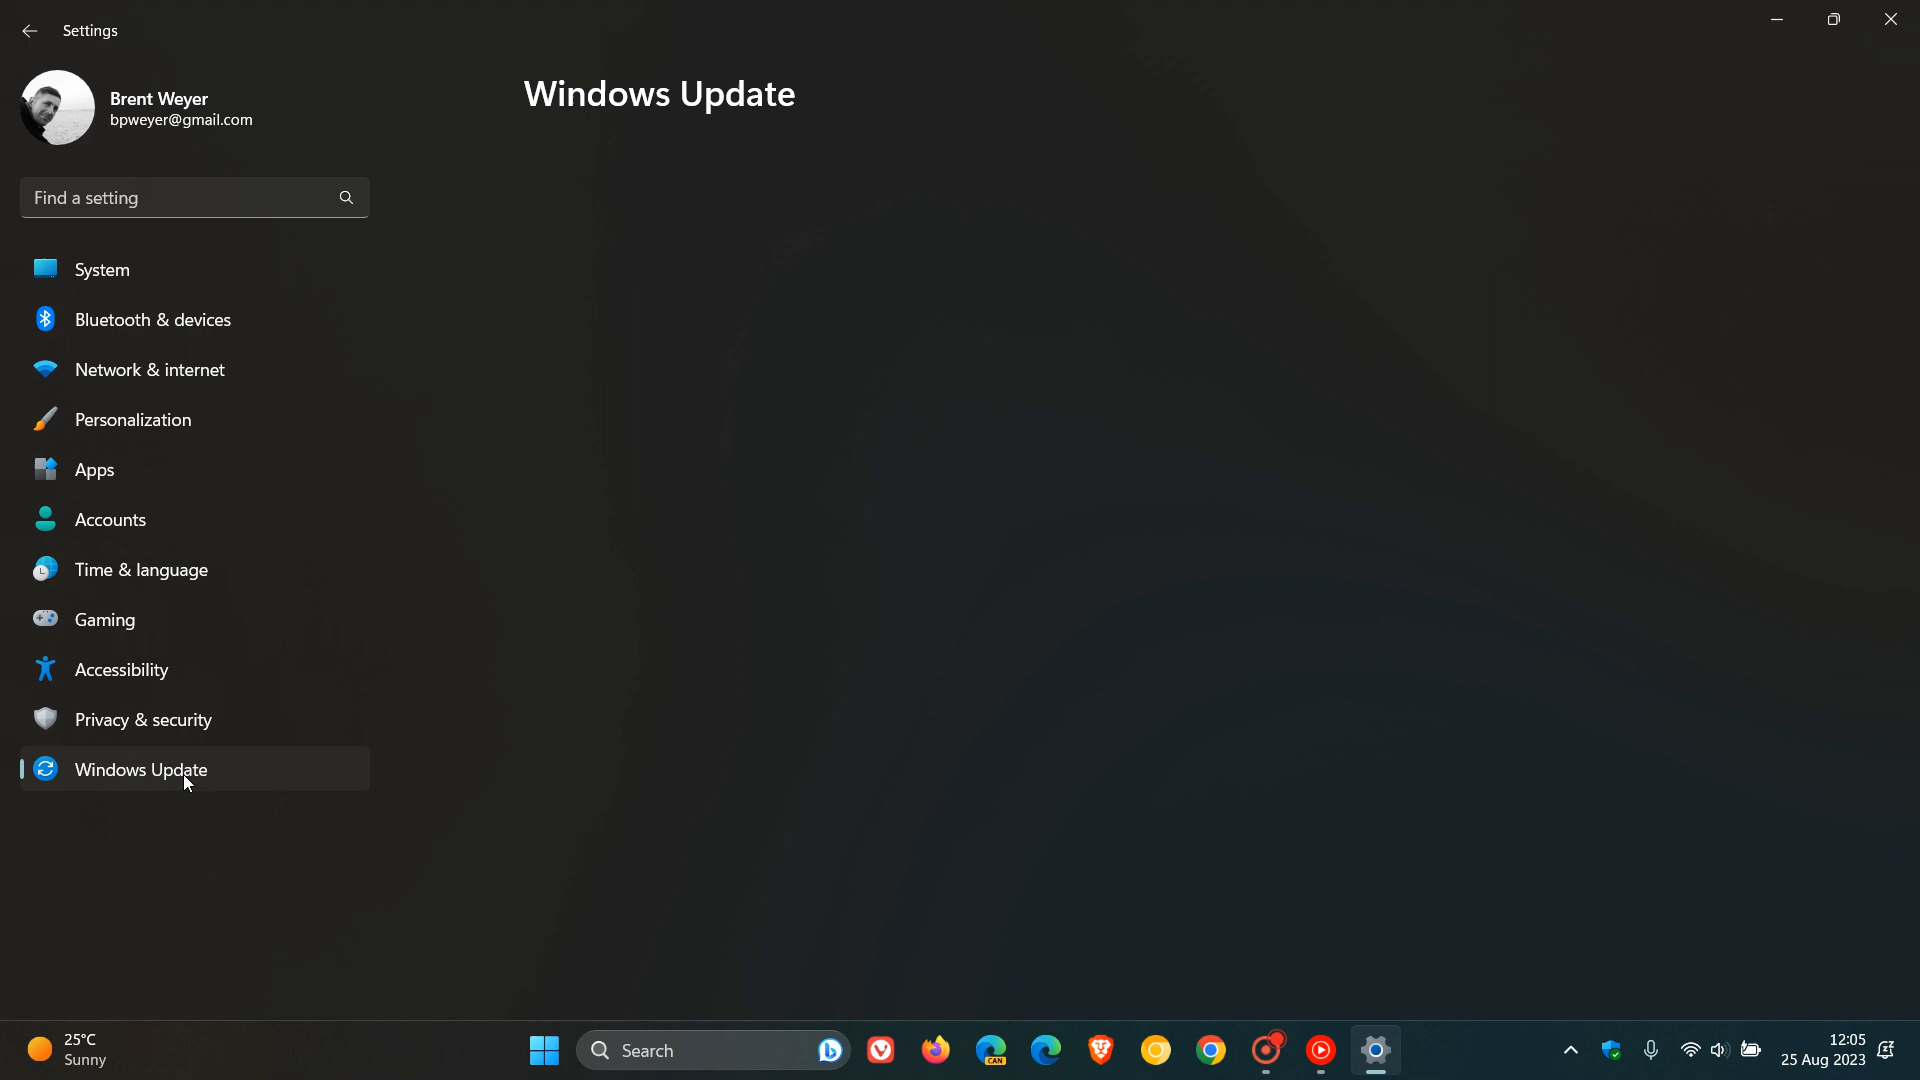 Settings
Brent Weyer
bpweyer@gmail.com
Windows Update
Find a setting
System
Bluetooth & devices
Network & internet
Personalization
Apps
Accounts
Time & language
Gaming
Accessibility
Privacy & security
Windows Update
25°C
Sunny
Search
CAN
12:05
25 Aug 2023